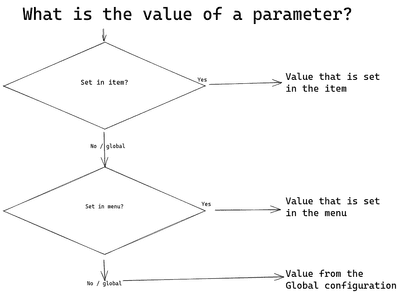 What is the value of a parameter?
Set in item?
Yes
Value that is set
in the item
No / global
Set in menu?
Yes
Value that is set
in the menu
No / global
Value from the
Global configuration